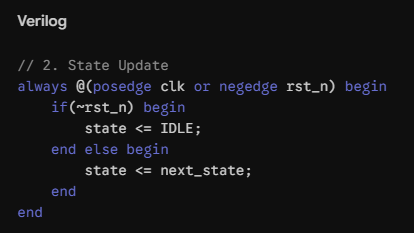 Verilog
// 2. State Update
always @(posedge clk or negedge rst_n) begin
    if(~rst_n) begin
        state <= IDLE;
    end else begin
        state <= next_state;
    end
end